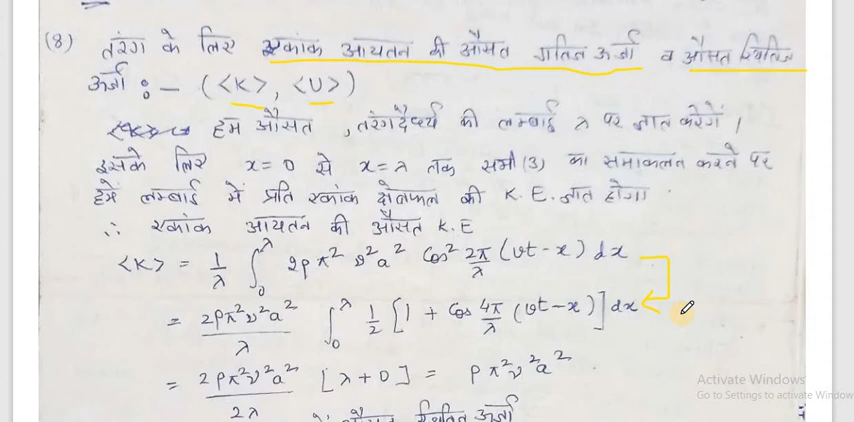 (8) तरंग के लिए एकांक आयतन की औसत गतिज ऊर्जा व औसत स्थितिज
ऊर्जा :- (<K>, <U>)
हम औसत, तरंगदैर्ध्य की लम्बाई λ पर ज्ञात करेगें।
इसके लिए x=0 से x=λ तक समी (3) का समाकलन करने पर
हमें लम्बाई में प्रति एकांक क्षेत्रफल की K.E. ज्ञात होगा
∴ एकांक आयतन की औसत K.E
<K> = 1/λ ∫₀^λ 2ρπ²ν²a² Cos² 2π/λ (vt-x) dx
= 2ρπ²ν²a²/λ ∫₀^λ 1/2 [1 + Cos 4π/λ (vt-x)] dx
= 2ρπ²ν²a²/2λ [λ+0] = ρπ²ν²a²
स्थितिज ऊर्जा
Activate Windows
Go to Settings to activate Window